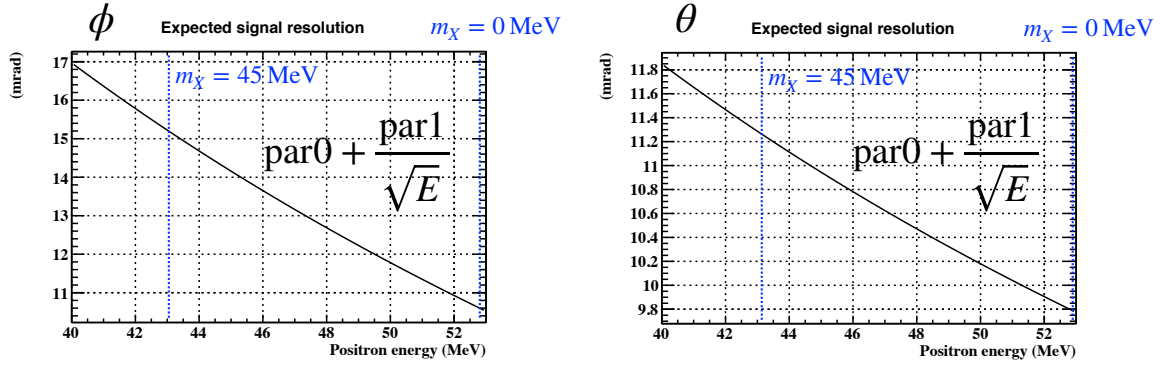 ϕ Expected signal resolution m_X = 0 MeV
(mrad)
m_X = 45 MeV
par0 + par1/√E
17
16
15
14
13
12
11
40 42 44 46 48 50 52
Positron energy (MeV)
θ Expected signal resolution m_X = 0 MeV
(mrad)
m_X = 45 MeV
par0 + par1/√E
11.8
11.6
11.4
11.2
11
10.8
10.6
10.4
10.2
10
9.8
40 42 44 46 48 50 52
Positron energy (MeV)